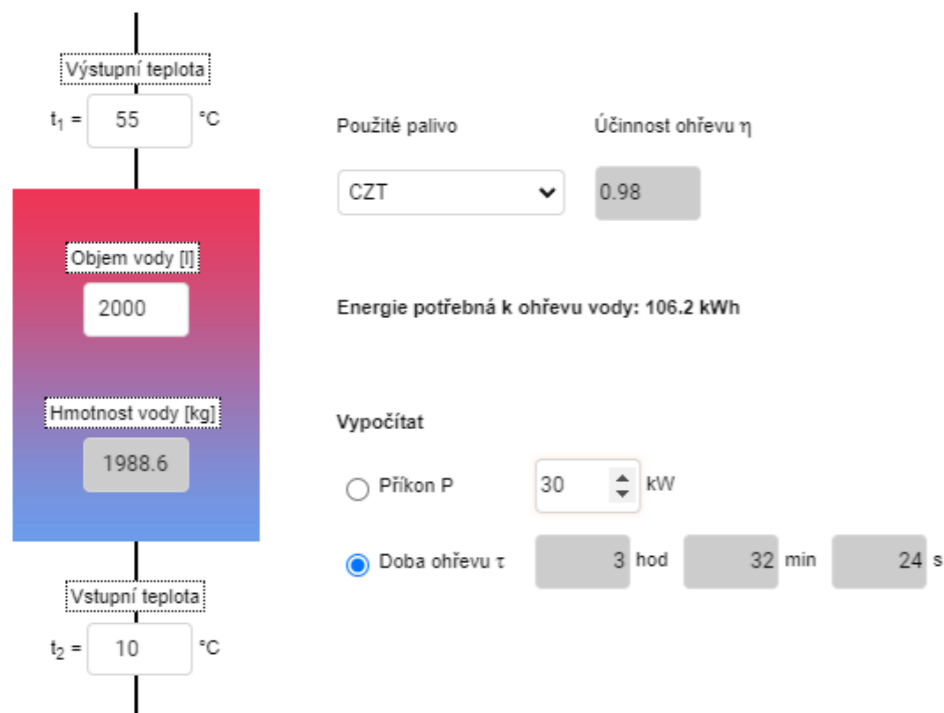 Výstupní teplota
t₁ = 55 °C
Použité palivo Účinnost ohřevu η
CZT 0.98
Objem vody [l]
2000
Energie potřebná k ohřevu vody: 106.2 kWh
Hmotnost vody [kg]
1988.6
Vypočítat
Příkon P 30 kW
Doba ohřevu τ 3 hod 32 min 24 s
Vstupní teplota
t₂ = 10 °C